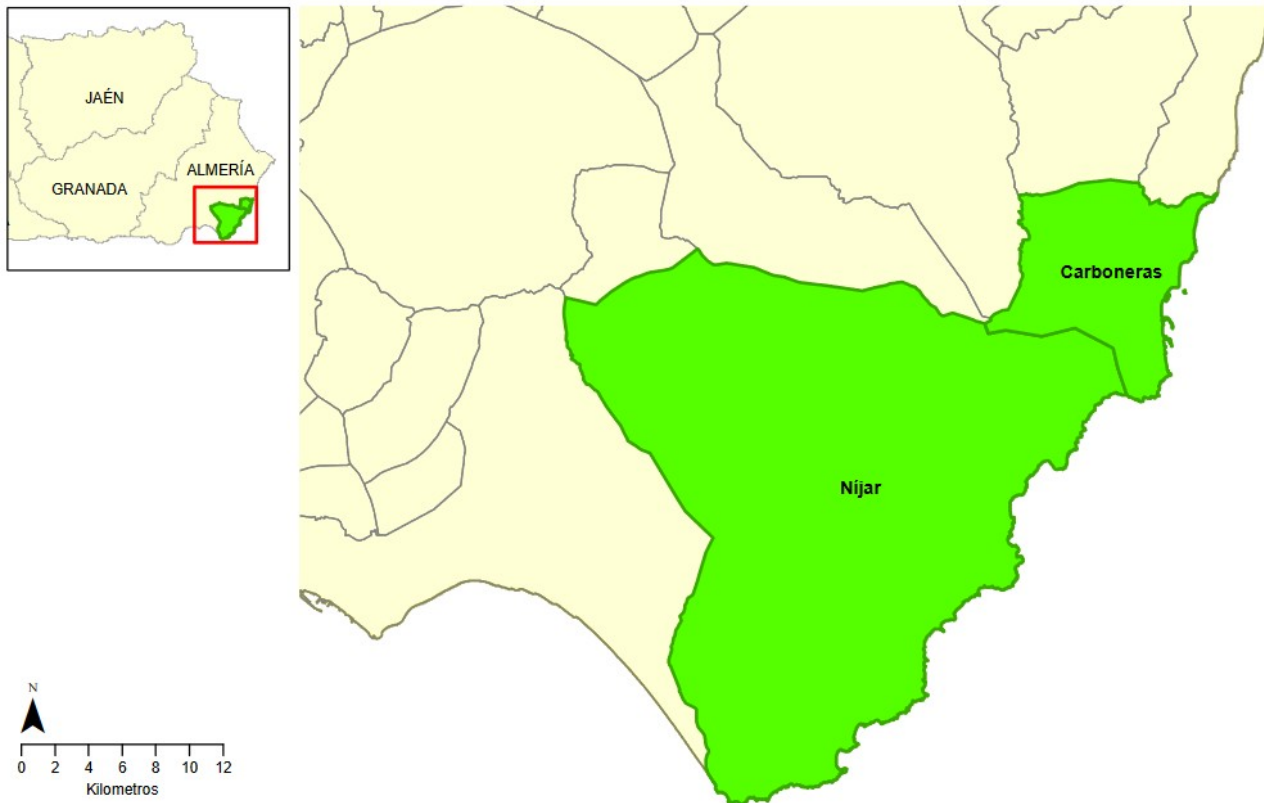 JAÉN
ALMERÍA
GRANADA
Carboneras
Níjar
N
0 2 4 6 8 10 12
Kilometros